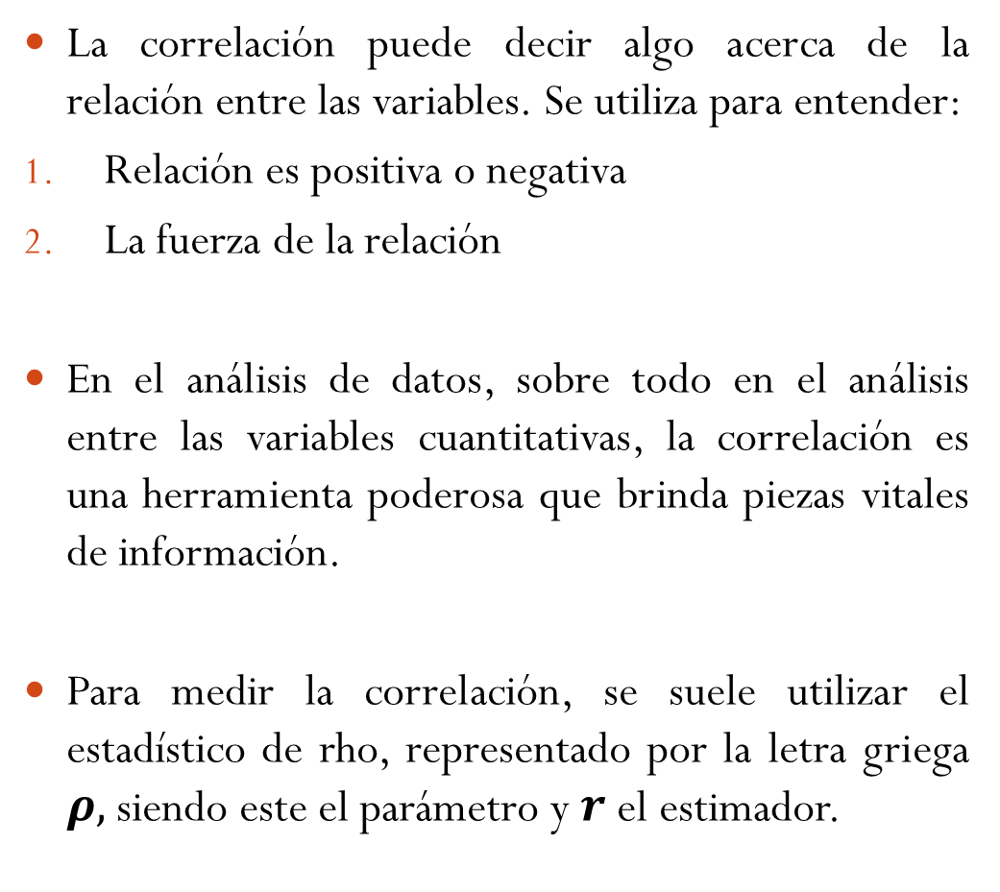 • La correlación puede decir algo acerca de la
relación entre las variables. Se utiliza para entender:
1. Relación es positiva o negativa
2. La fuerza de la relación
• En el análisis de datos, sobre todo en el análisis
entre las variables cuantitativas, la correlación es
una herramienta poderosa que brinda piezas vitales
de información.
• Para medir la correlación, se suele utilizar el
estadístico de rho, representado por la letra griega
ρ, siendo este el parámetro y r el estimador.